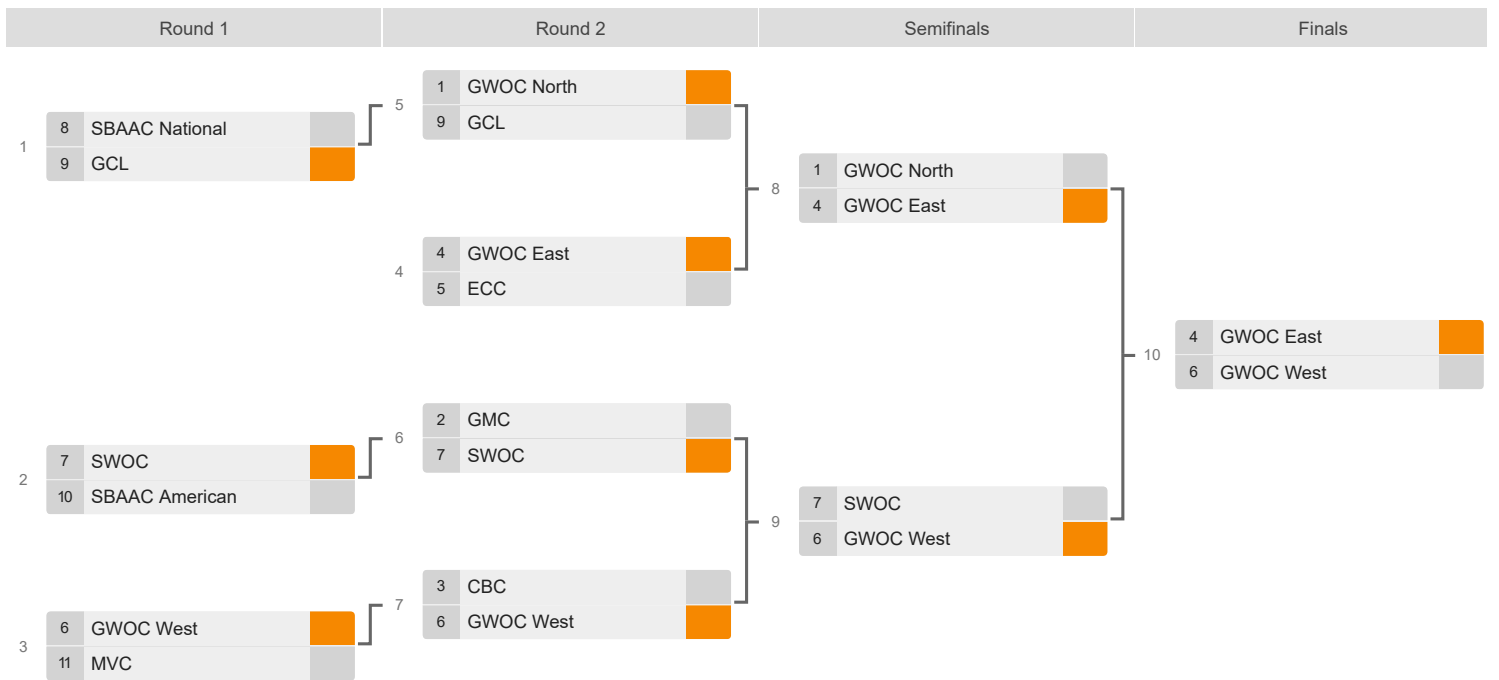 Round 1
Round 2
Semifinals
Finals
1
8 SBAAC National
9 GCL
2
7 SWOC
10 SBAAC American
3
6 GWOC West
11 MVC
5
1 GWOC North
9 GCL
4
4 GWOC East
5 ECC
6
2 GMC
7 SWOC
7
3 CBC
6 GWOC West
8
1 GWOC North
4 GWOC East
9
7 SWOC
6 GWOC West
10
4 GWOC East
6 GWOC West